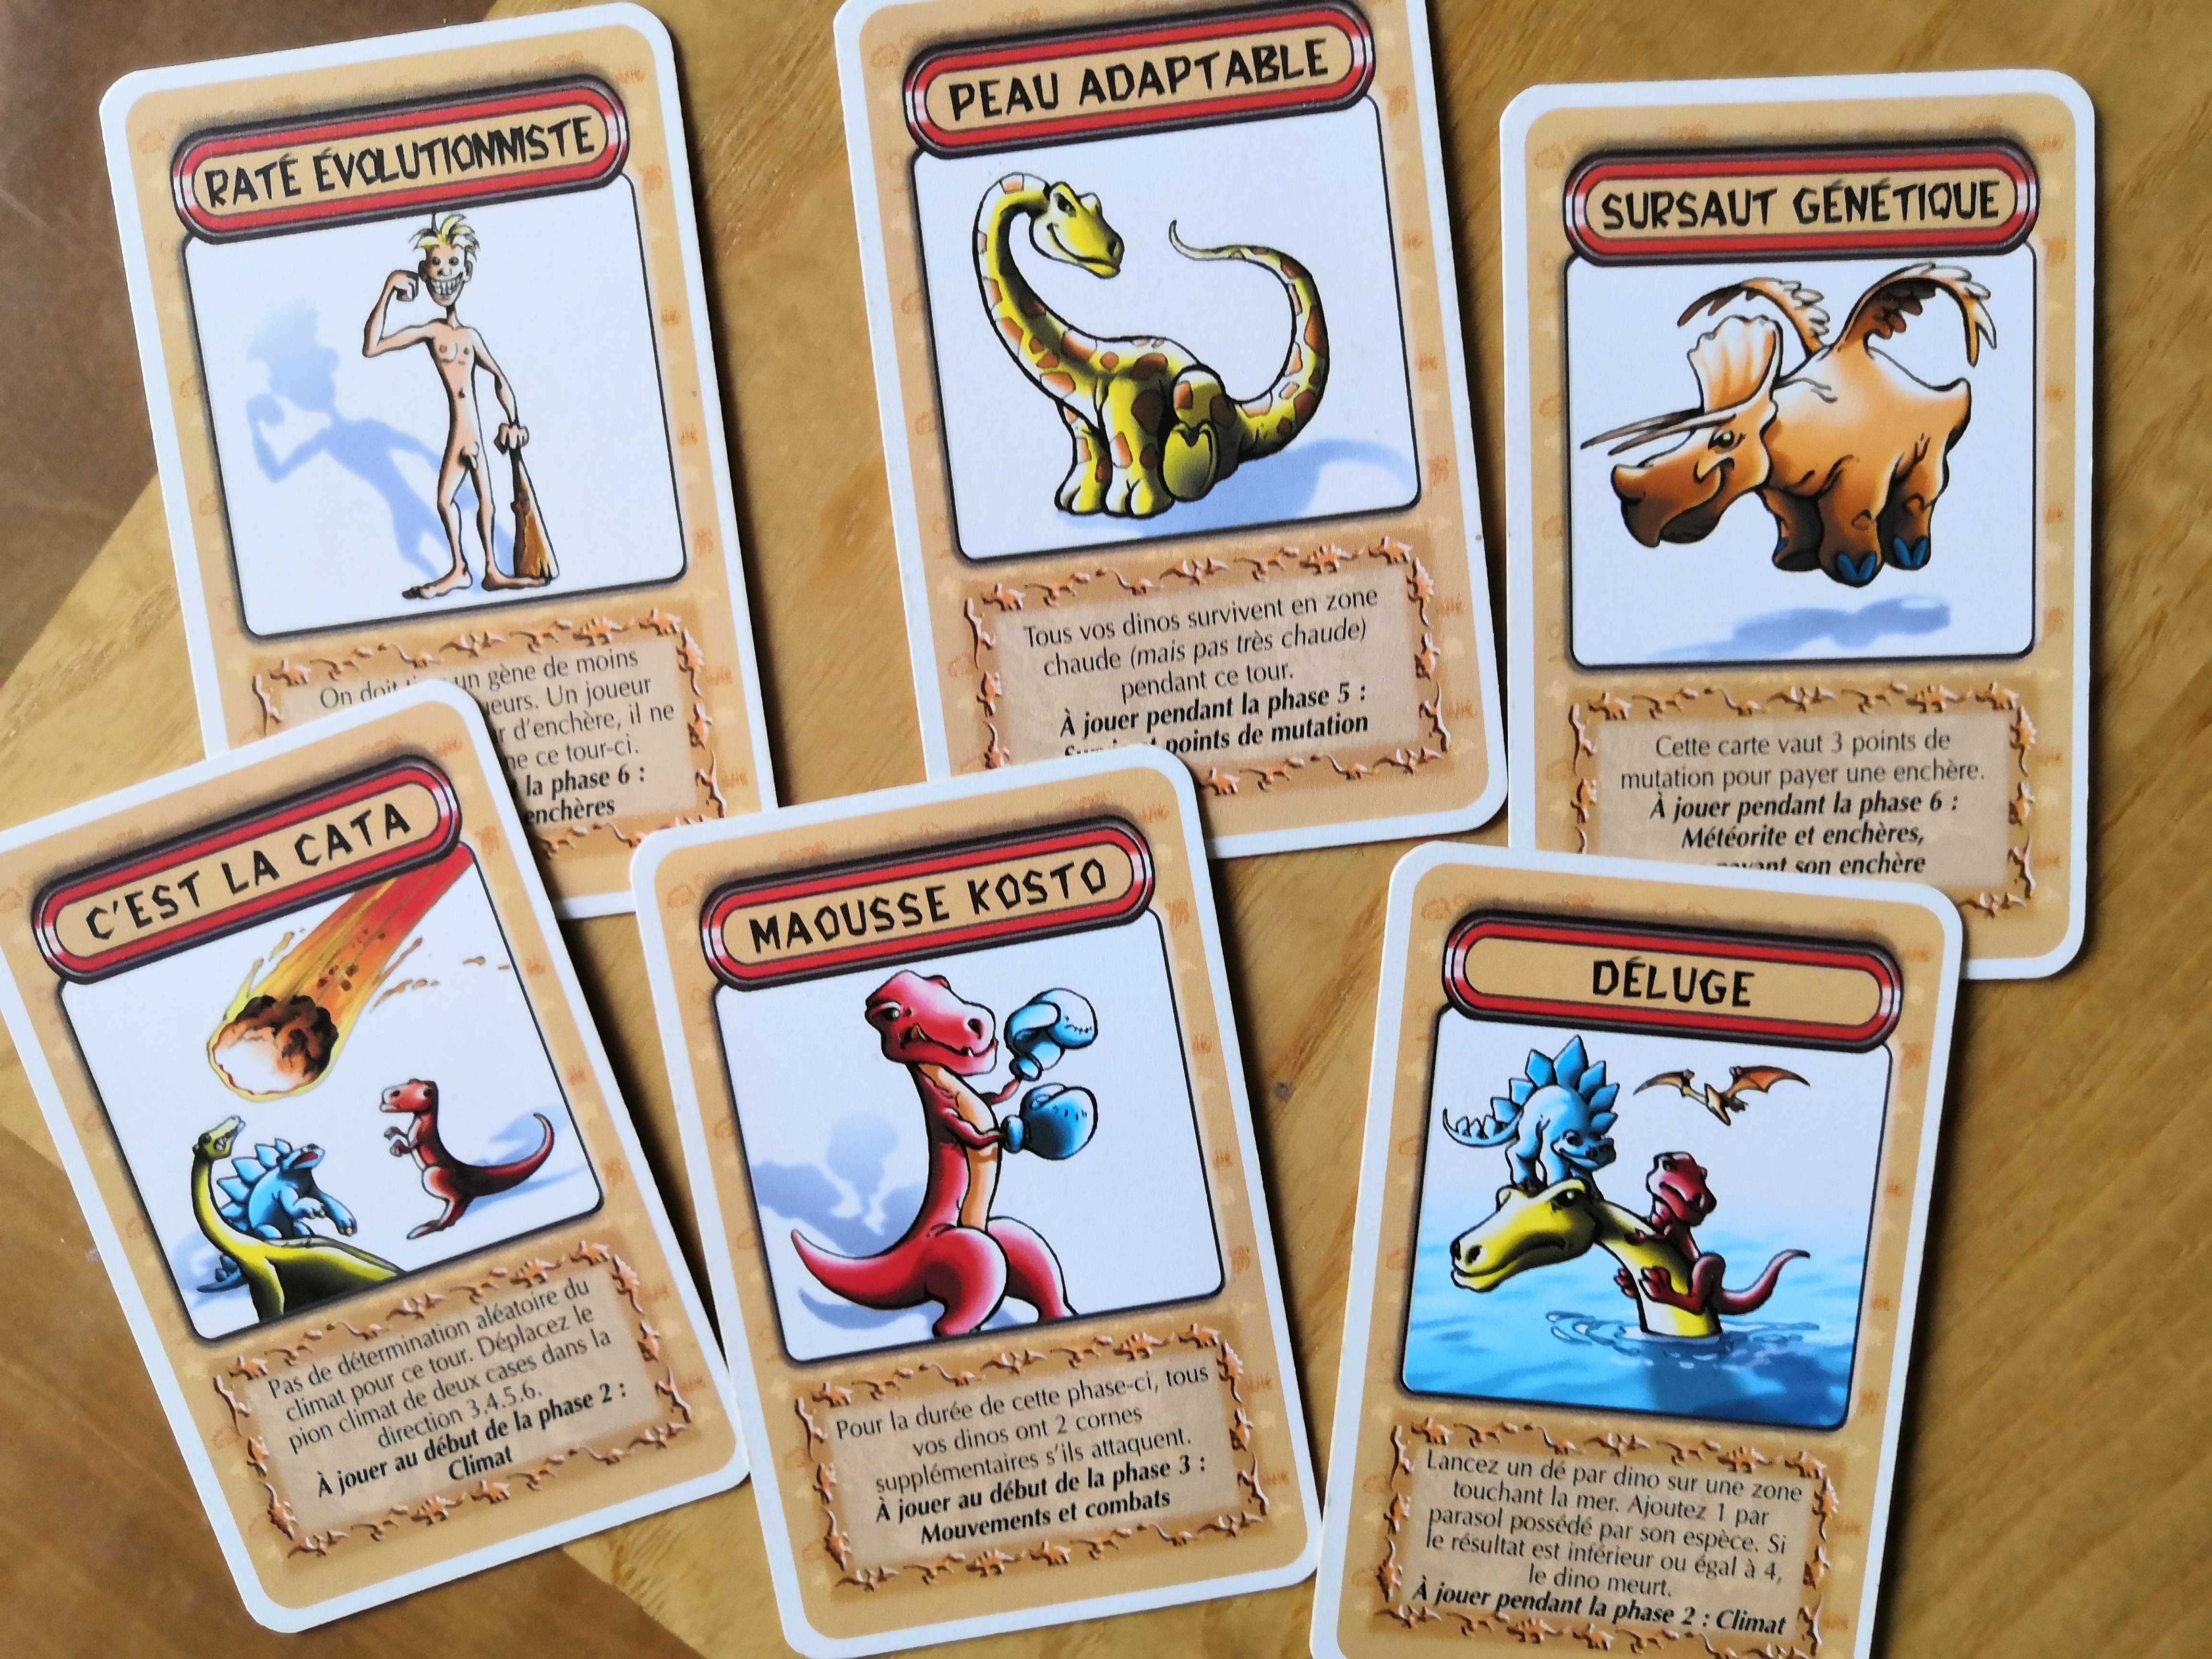 RATÉ ÉVOLUTIONNISTE
On doit un gène de moins
eurs. Un joueur
d'enchère, il ne
ce tour-ci.
la phase 6 :
enchères
PEAU ADAPTABLE
Tous vos dinos survivent en zone
chaude (mais pas très chaude)
pendant ce tour.
À jouer pendant la phase 5 :
points de mutation
SURSAUT GÉNÉTIQUE
Cette carte vaut 3 points de
mutation pour payer une enchère.
À jouer pendant la phase 6 :
Météorite et enchères,
son enchère
C'EST LA CATA
Pas de détermination aléatoire du
climat pour ce tour. Déplacez le
pion climat de deux cases dans la
direction 3.4.5.6.
À jouer au début de la phase 2 :
Climat
MAOUSSE KOSTO
Pour la durée de cette phase-ci, tous
vos dinos ont 2 cornes
supplémentaires s'ils attaquent.
À jouer au début de la phase 3 :
Mouvements et combats
DÉLUGE
Lancez un dé par dino sur une zone
touchant la mer. Ajoutez 1 par
parasol possédé par son espèce. Si
le résultat est inférieur ou égal à 4,
le dino meurt.
À jouer pendant la phase 2 : Climat